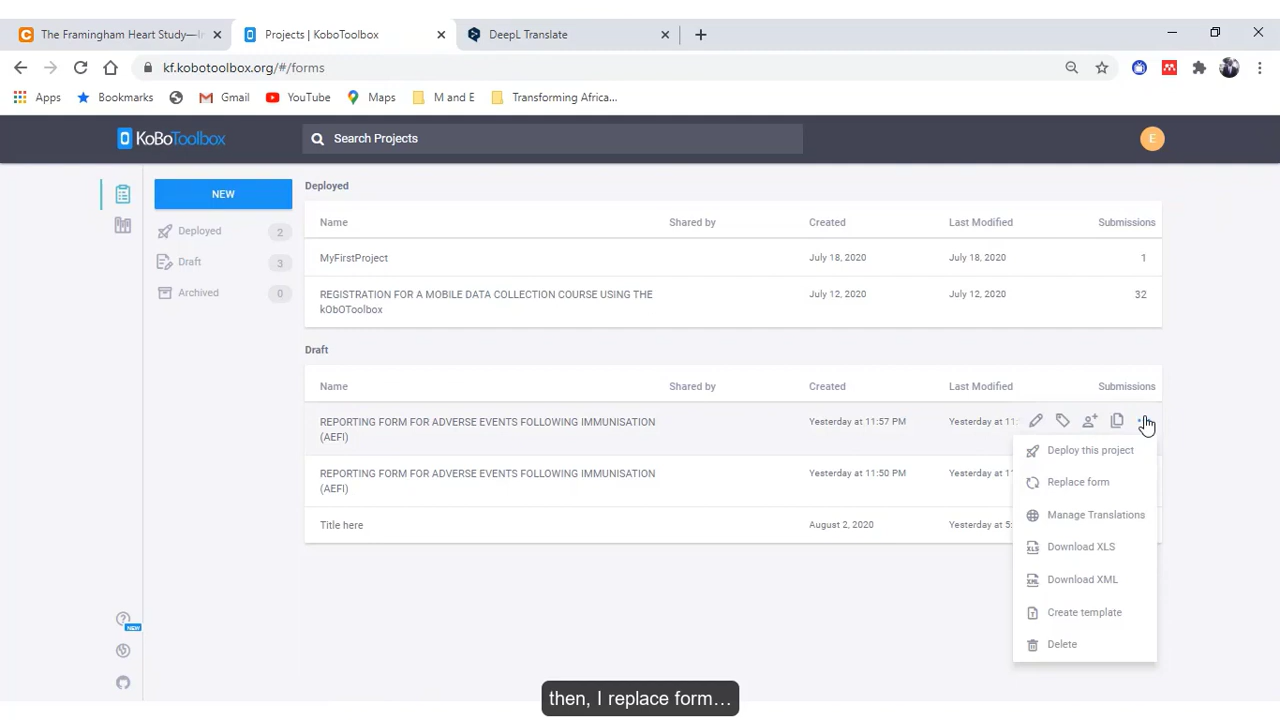 The Framingham Heart Study—In
Projects | KoboToolbox
DeepL Translate
kf.kobotoolbox.org/#/forms
Apps
Bookmarks
Gmail
YouTube
Maps
M and E
Transforming Africa...
KoBoToolbox
Search Projects
E
NEW
Deployed 2
Draft 3
Archived 0
Deployed
Name Shared by Created Last Modified Submissions
MyFirstProject July 18, 2020 July 18, 2020 1
REGISTRATION FOR A MOBILE DATA COLLECTION COURSE USING THE July 12, 2020 July 12, 2020 32
kObOToolbox
Draft
Name Shared by Created Last Modified Submissions
REPORTING FORM FOR ADVERSE EVENTS FOLLOWING IMMUNISATION Yesterday at 11:57 PM Yesterday at 11:
(AEFI)
REPORTING FORM FOR ADVERSE EVENTS FOLLOWING IMMUNISATION Yesterday at 11:50 PM Yesterday at 1
(AEFI)
Title here August 2, 2020 Yesterday at 5:
Deploy this project
Replace form
Manage Translations
XLS Download XLS
XML Download XML
Create template
Delete
NEW
then, I replace form…